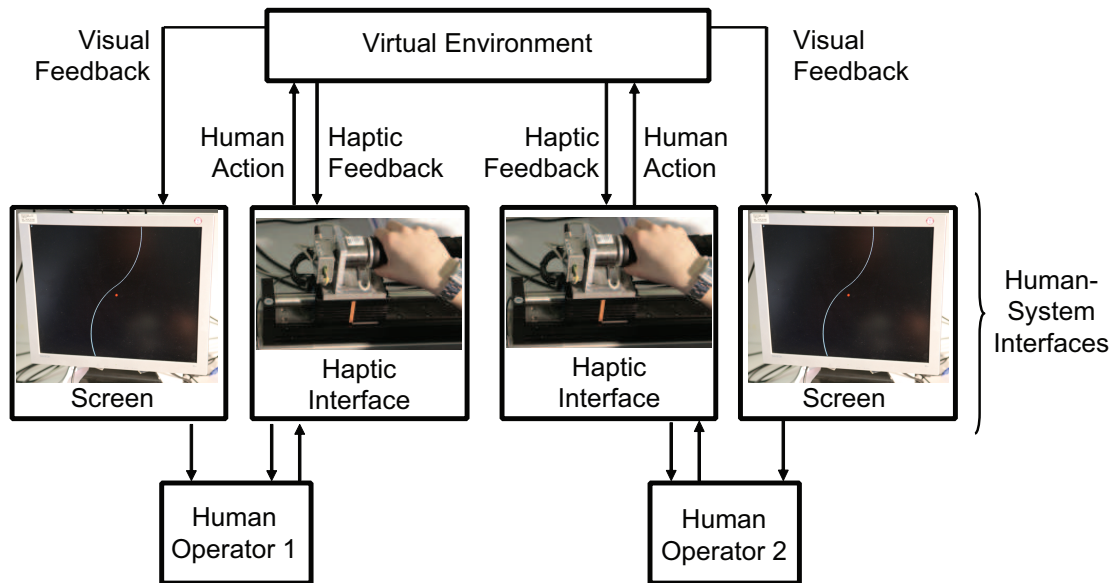 Virtual Environment
Visual
Feedback
Human
Action
Haptic
Feedback
Haptic
Feedback
Human
Action
Visual
Feedback
Screen
Haptic
Interface
Haptic
Interface
Screen
Human-
System
Interfaces
Human
Operator 1
Human
Operator 2